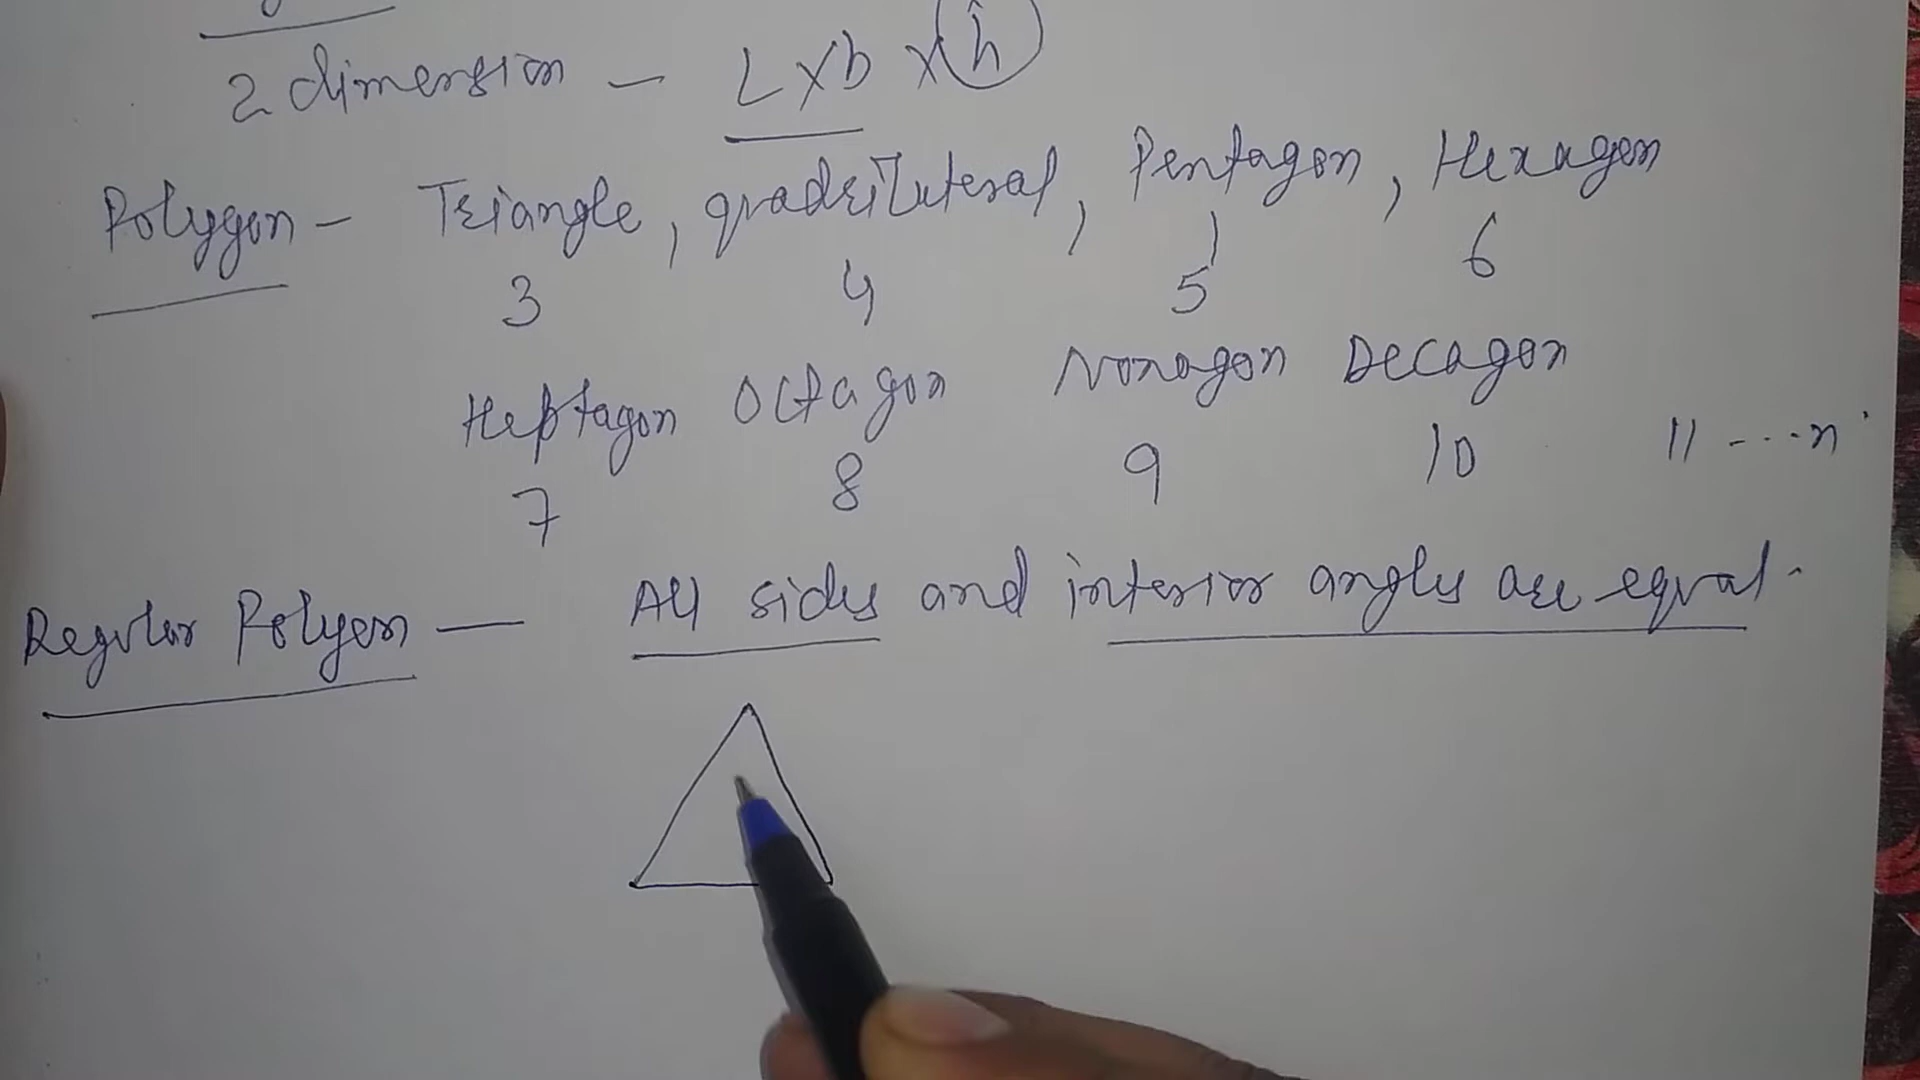 2 dimension - L x b x h
Polygon - Triangle, quadrilateral, Pentagon, Hexagon
3 4 5 6
Heptagon Octagon Nonagon Decagon
7 8 9 10 11 ---- n
Regular Polygon - All sides and interior angles are equal.